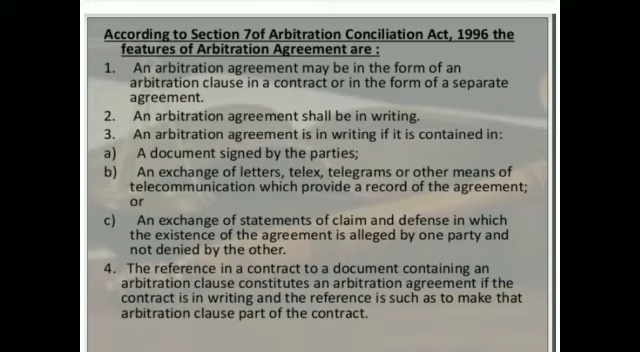 According to Section 7of Arbitration Conciliation Act, 1996 the
features of Arbitration Agreement are :
1. An arbitration agreement may be in the form of an
arbitration clause in a contract or in the form of a separate
agreement.
2. An arbitration agreement shall be in writing.
3. An arbitration agreement is in writing if it is contained in:
a) A document signed by the parties;
b) An exchange of letters, telex, telegrams or other means of
telecommunication which provide a record of the agreement;
or
c) An exchange of statements of claim and defense in which
the existence of the agreement is alleged by one party and
not denied by the other.
4. The reference in a contract to a document containing an
arbitration clause constitutes an arbitration agreement if the
contract is in writing and the reference is such as to make that
arbitration clause part of the contract.